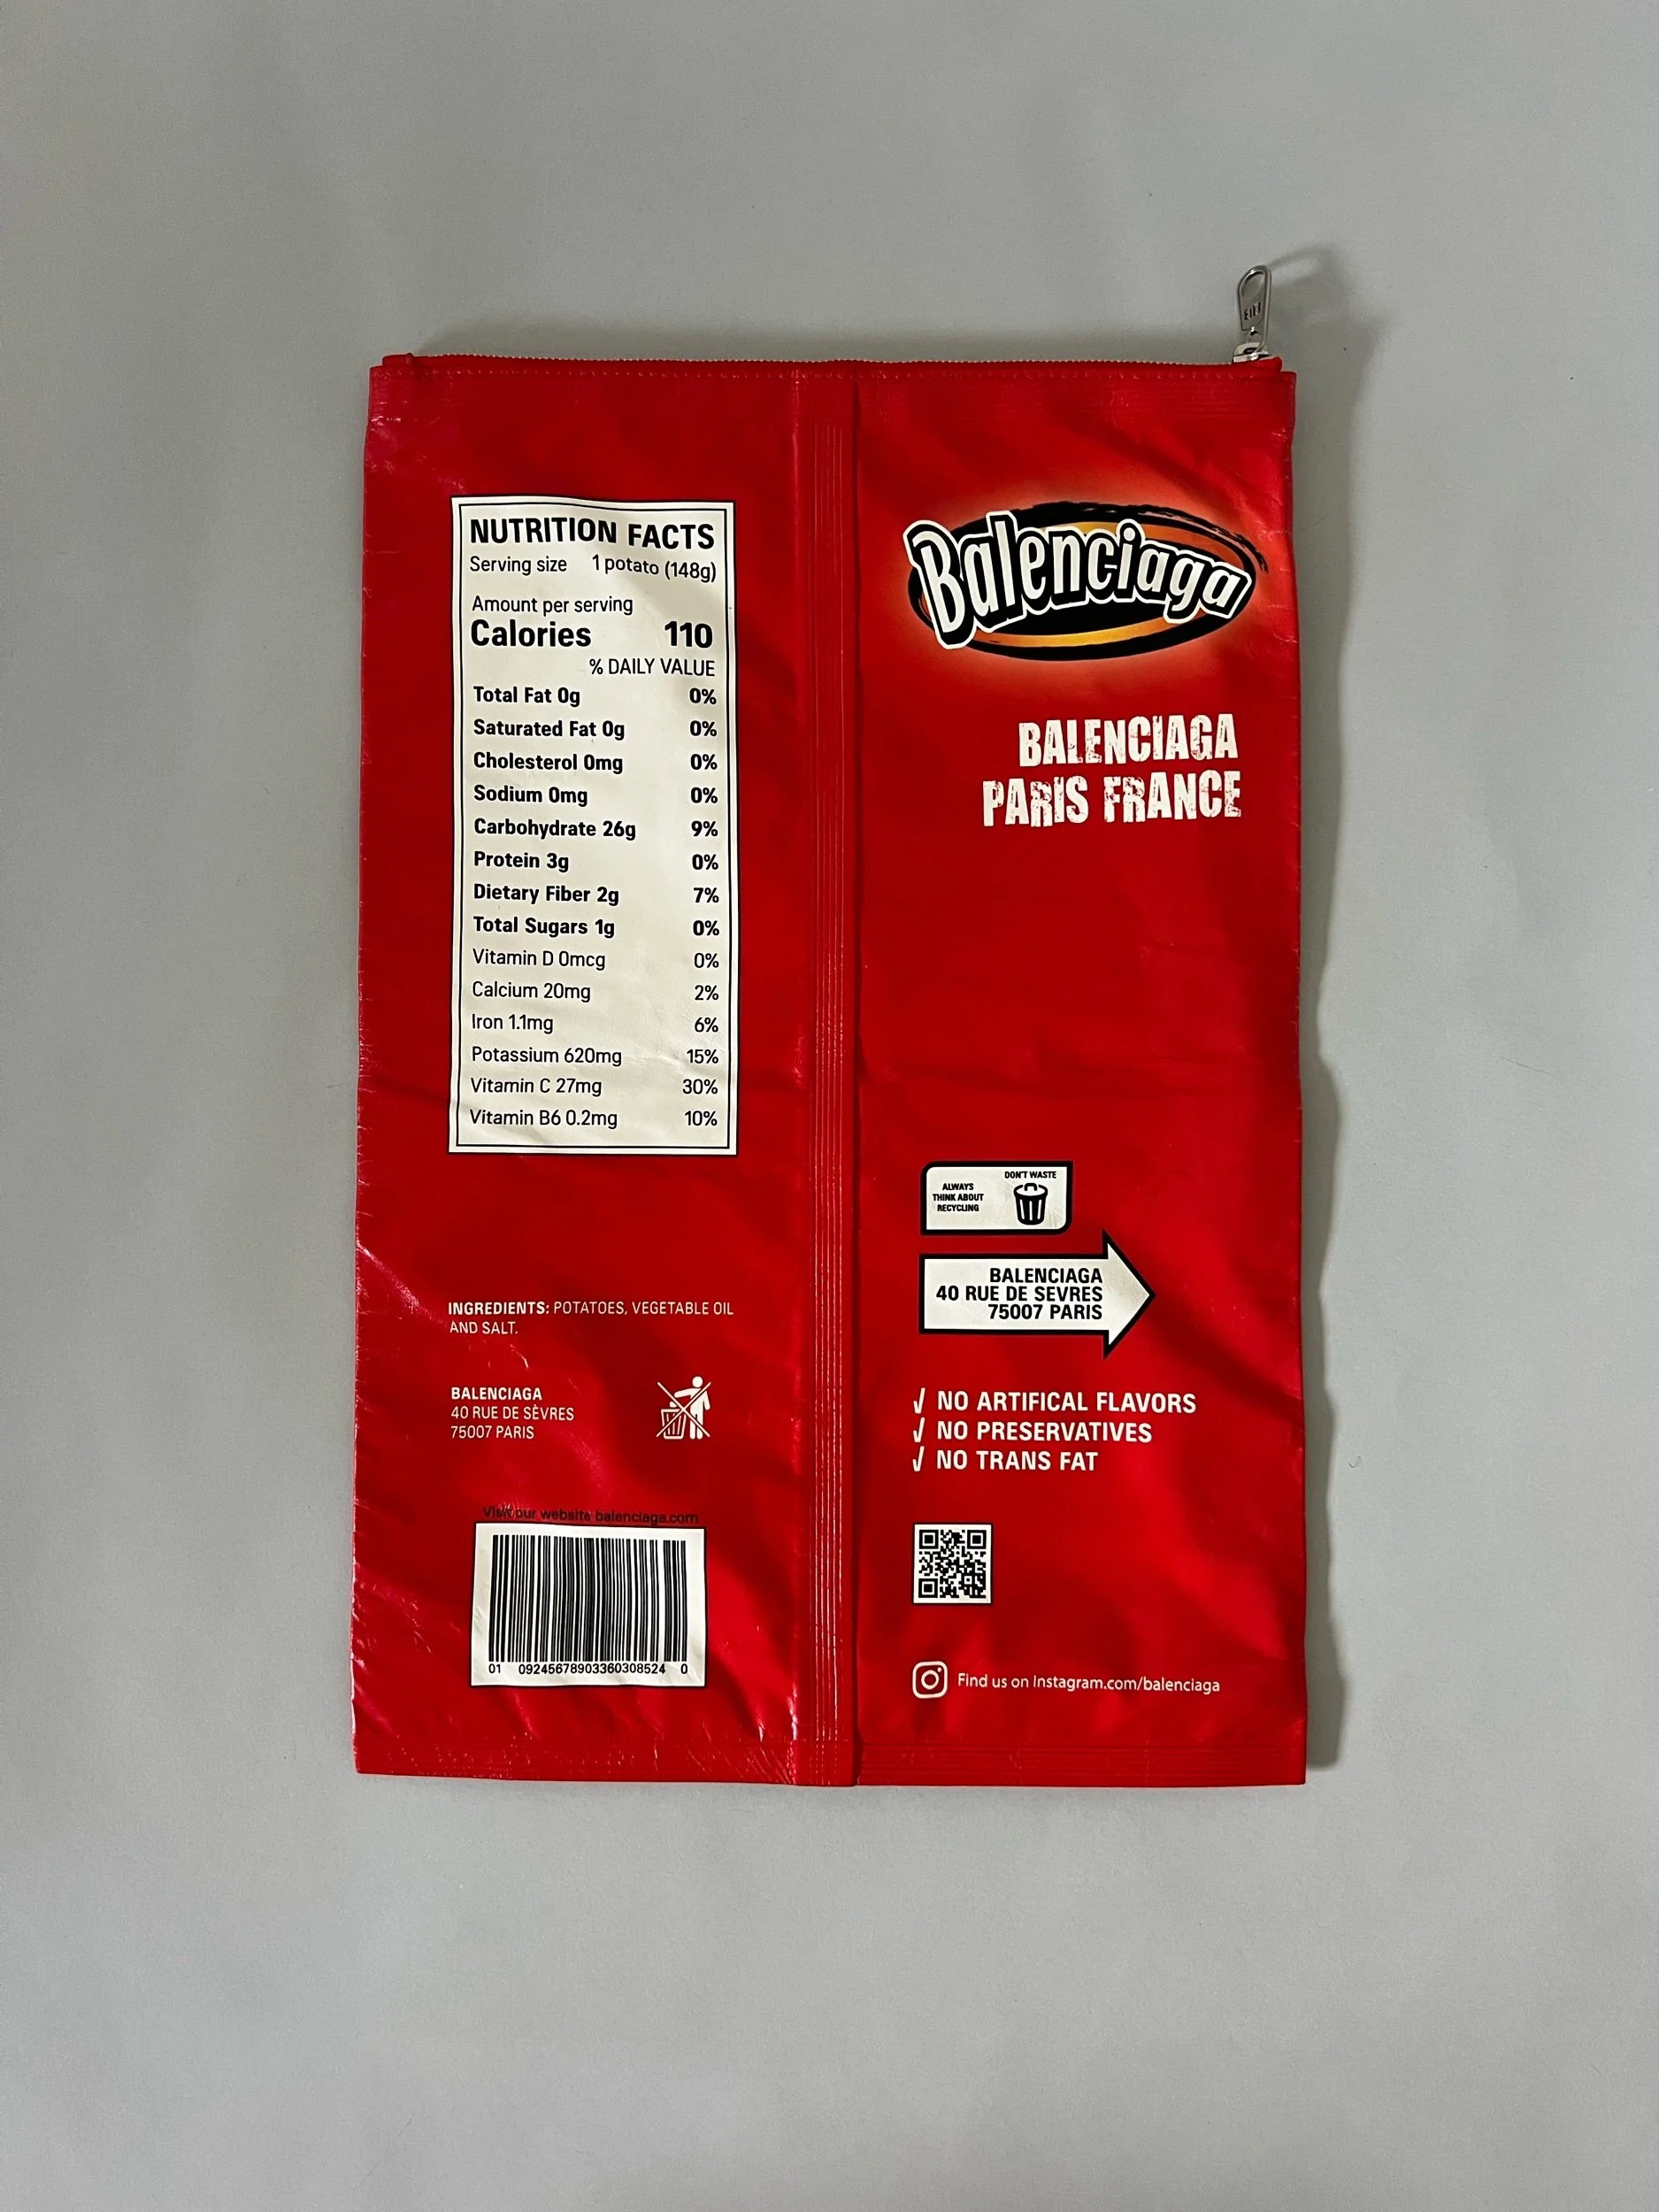 NUTRITION FACTS
Serving size 1 potato (148g)
Amount per serving
Calories 110
% DAILY VALUE
Total Fat 0g 0%
Saturated Fat 0g 0%
Cholesterol 0mg 0%
Sodium 0mg 0%
Carbohydrate 26g 9%
Protein 3g 0%
Dietary Fiber 2g 7%
Total Sugars 1g 0%
Vitamin D 0mcg 0%
Calcium 20mg 2%
Iron 1.1mg 6%
Potassium 620mg 15%
Vitamin C 27mg 30%
Vitamin B6 0.2mg 10%
INGREDIENTS: POTATOES, VEGETABLE OIL
AND SALT.
BALENCIAGA
40 RUE DE SÈVRES
75007 PARIS
Visit our website balenciaga.com
01 09245678903360308524 0
Balenciaga
BALENCIAGA
PARIS FRANCE
ALWAYS
THINK ABOUT
RECYCLING
DON'T WASTE
BALENCIAGA
40 RUE DE SEVRES
75007 PARIS
NO ARTIFICAL FLAVORS
NO PRESERVATIVES
NO TRANS FAT
Find us on Instagram.com/balenciaga